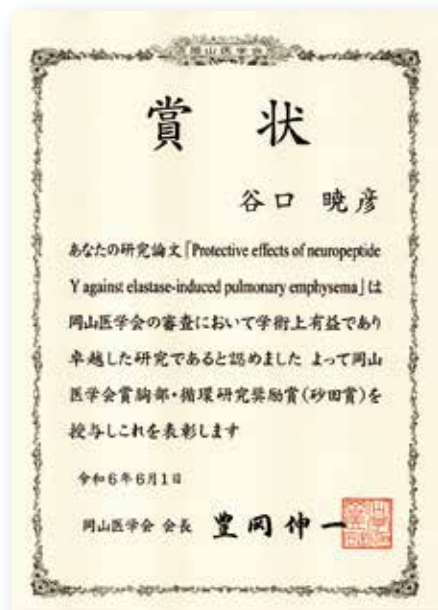 岡山医学会
賞状
谷口 暁彦
あなたの研究論文「Protective effects of neuropeptide
Y against elastase-induced pulmonary emphysema」は
岡山医学会の審査において学術上有益であり
卓越した研究であると認めました よって岡山
医学会賞胸部・循環研究奨励賞(砂田賞)を
授与しこれを表彰します
令和6年6月1日
岡山医学会 会長 豊岡伸一